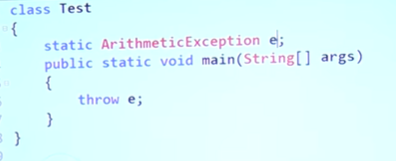 class Test
{
static ArithmeticException e;
public static void main(String[] args)
{
throw e;
}
}